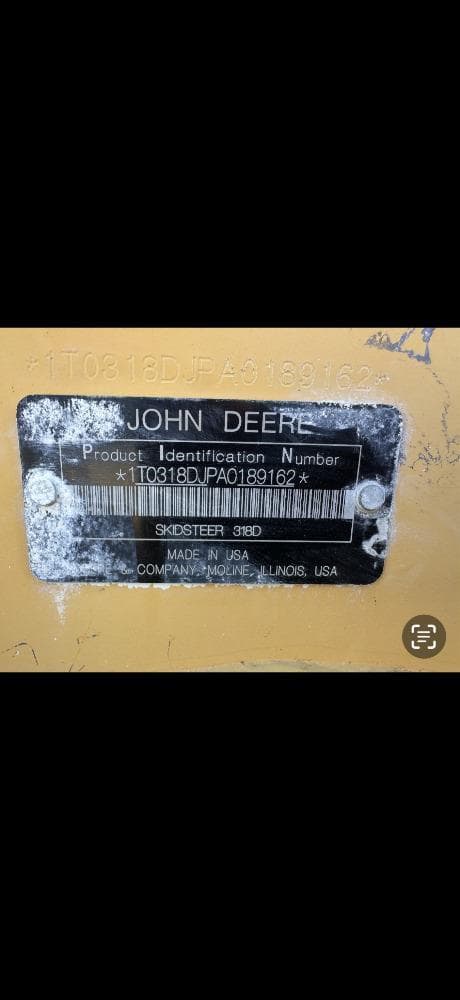 *1T0318DJPA0189162*
JOHN DEERE
Product Identification Number
*1T0318DJPA0189162*
SKIDSTEER 318D
MADE IN USA
COMPANY, MOLINE, ILLINOIS, USA